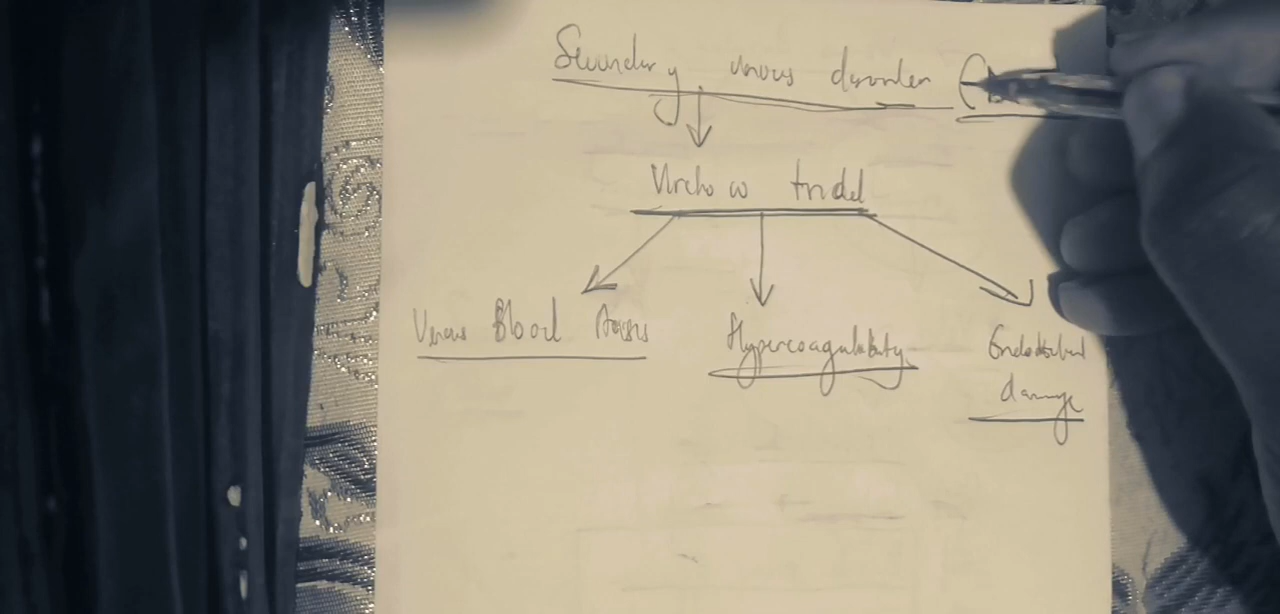 Secondary venous disorder (
Virchow triad
Venous Blood Stasis
Hypercoagulability
Endothelial
damage